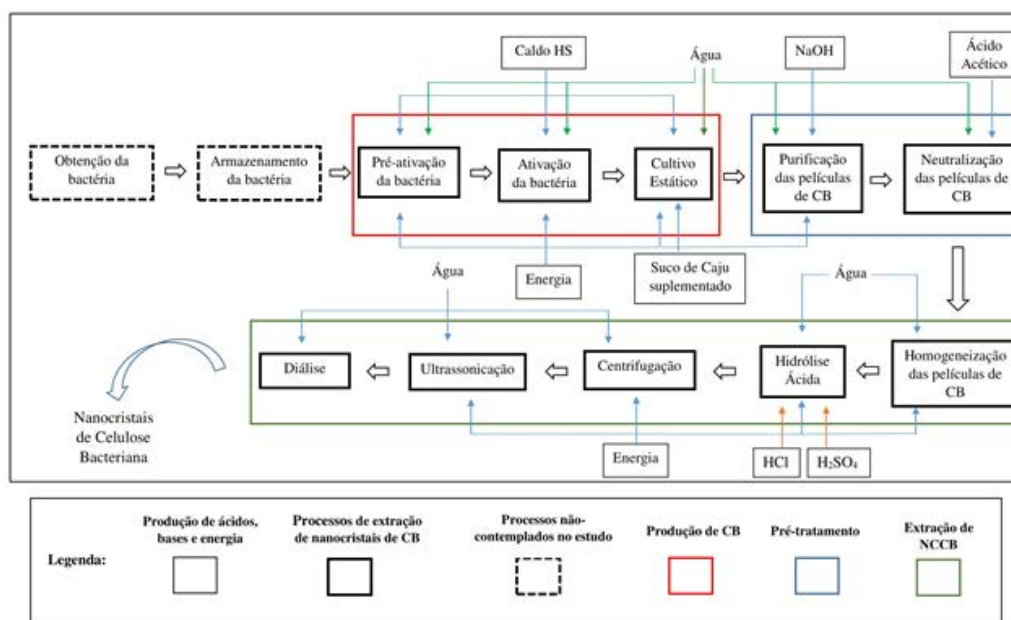 Caldo HS
Água
NaOH
Ácido
Acético
Obtenção da
bactéria
Armazenamento
da bactéria
Pré-ativação
da bactéria
Ativação
da bactéria
Cultivo
Estático
Purificação
das películas
de CB
Neutralização
das películas de
CB
Energia
Suco de Caju
suplementado
Água
Água
Diálise
Ultrassonicação
Centrifugação
Hidrólise
Ácida
Homogeneização
das películas de
CB
Nanocristais
de Celulose
Bacteriana
Energia
HCl
H₂SO₄
Legenda:
Produção de ácidos,
bases e energia
Processos de extração
de nanocristais de CB
Processos não-
contemplados no estudo
Produção de CB
Pré-tratamento
Extração de
NCCB